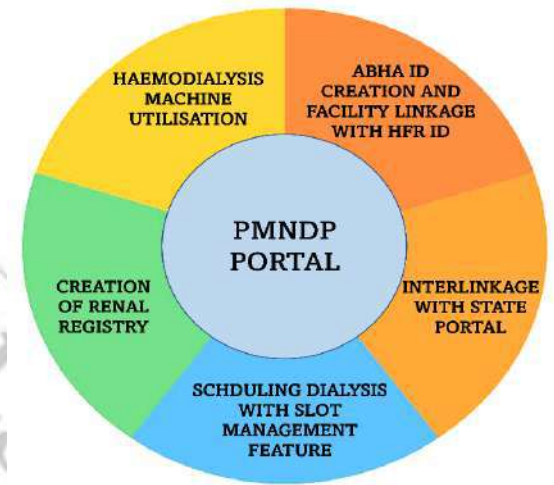 HAEMODIALYSIS
MACHINE
UTILISATION
ABHA ID
CREATION AND
FACILITY LINKAGE
WITH HFR ID
PMNDP
PORTAL
CREATION
OF RENAL
REGISTRY
INTERLINKAGE
WITH STATE
PORTAL
SCHDULING DIALYSIS
WITH SLOT
MANAGEMENT
FEATURE